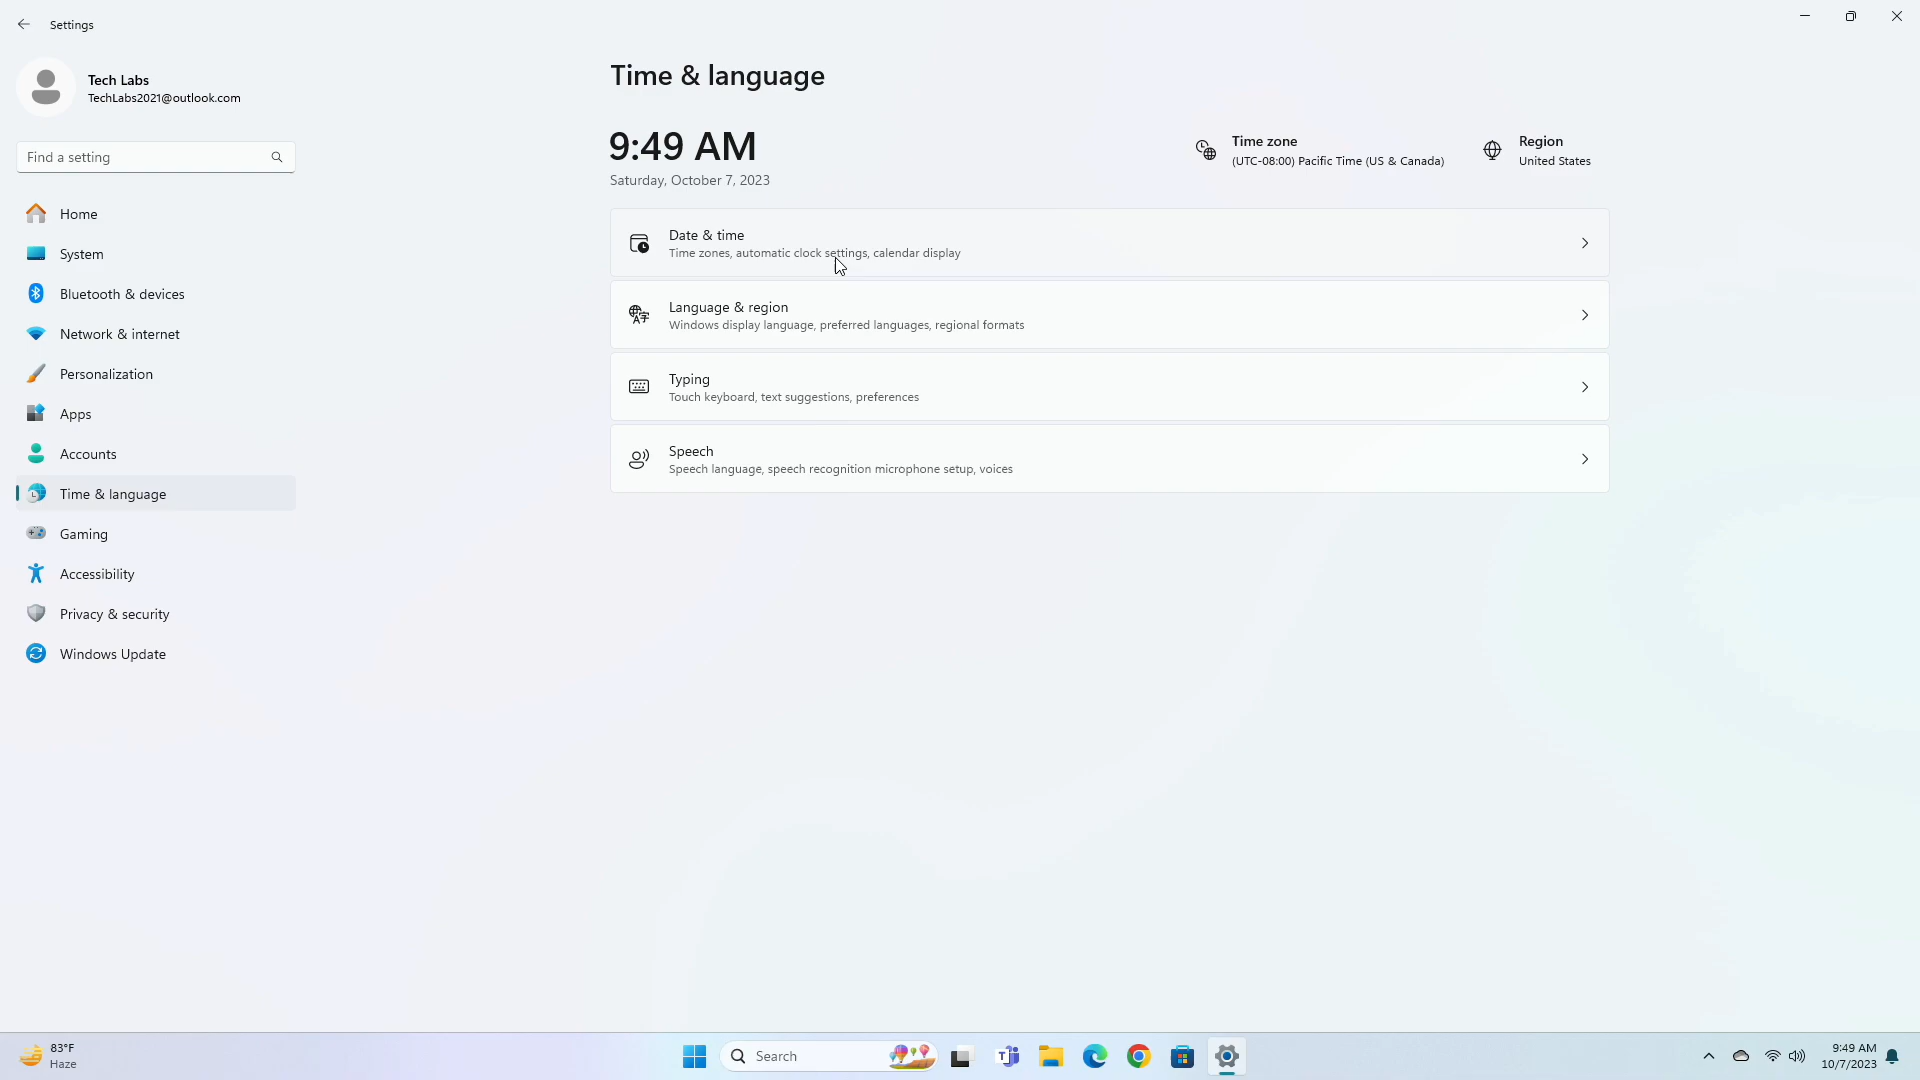 Settings
Tech Labs
TechLabs2021@outlook.com
Find a setting
Home
System
Bluetooth & devices
Network & internet
Personalization
Apps
Accounts
Time & language
Gaming
Accessibility
Privacy & security
Windows Update
Time & language
9:49 AM
Saturday, October 7, 2023
Time zone
(UTC-08:00) Pacific Time (US & Canada)
Region
United States
Date & time
Time zones, automatic clock settings, calendar display
Language & region
Windows display language, preferred languages, regional formats
Typing
Touch keyboard, text suggestions, preferences
Speech
Speech language, speech recognition microphone setup, voices
83°F
Haze
Search
9:49 AM
10/7/2023